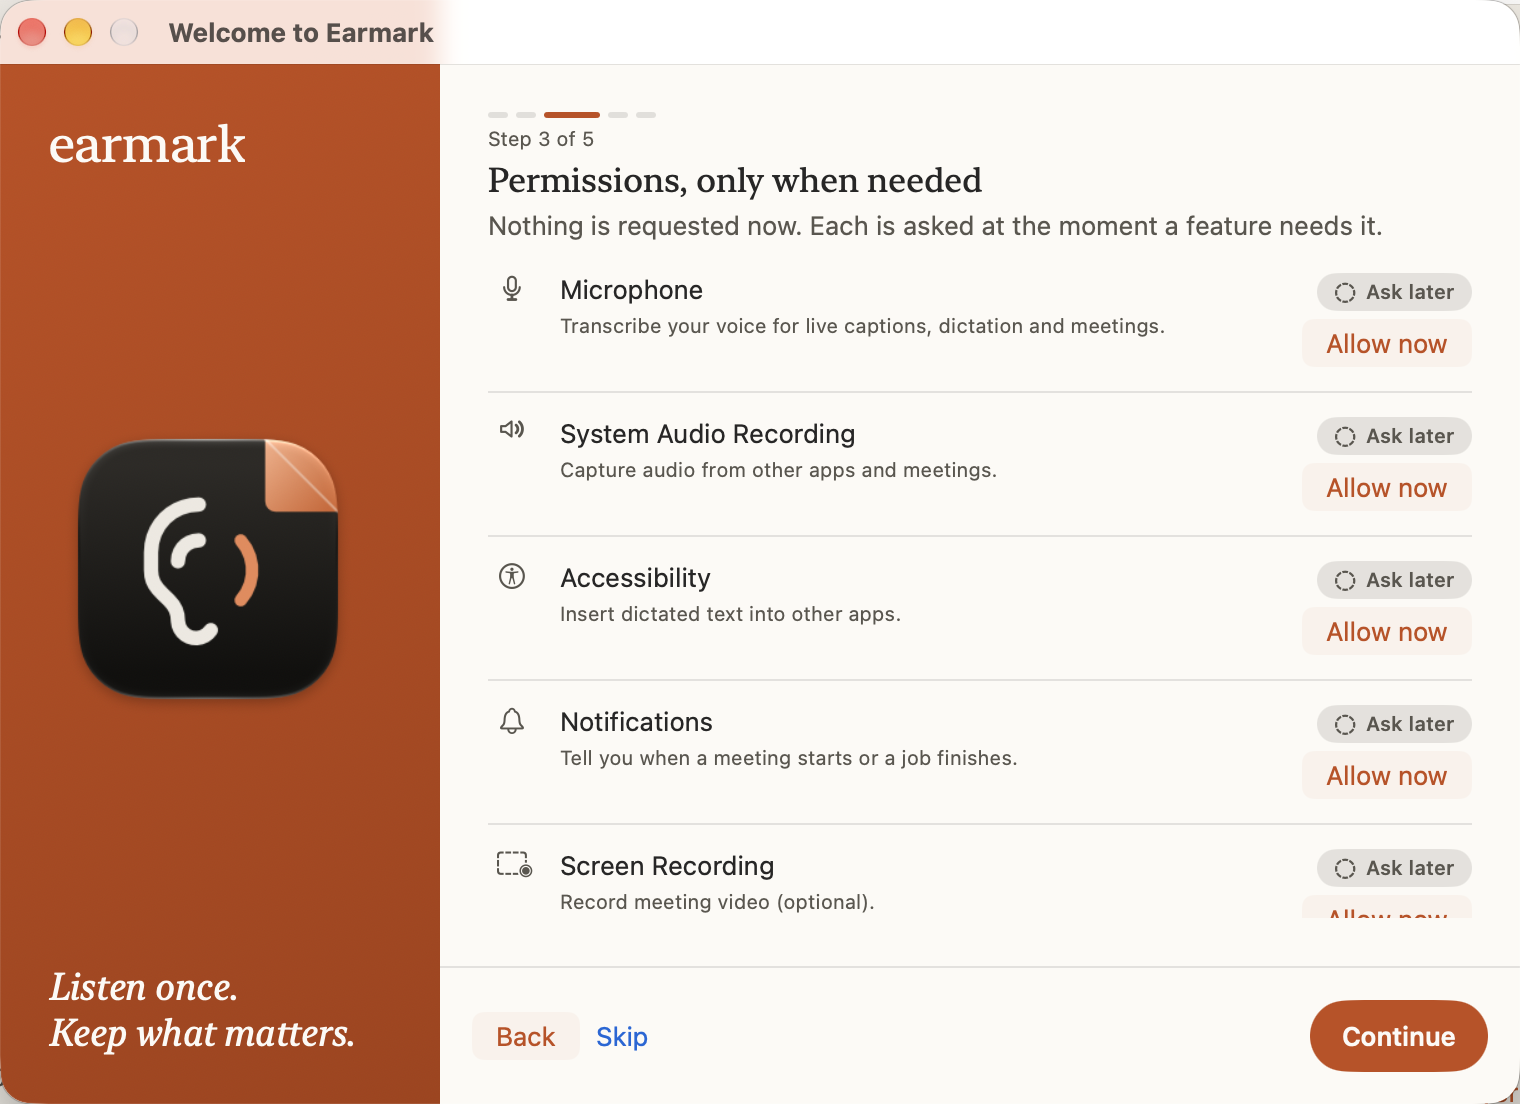 Welcome to Earmark
earmark
Listen once.
Keep what matters.
Step 3 of 5
Permissions, only when needed
Nothing is requested now. Each is asked at the moment a feature needs it.
Microphone
Ask later
Transcribe your voice for live captions, dictation and meetings.
Allow now
System Audio Recording
Ask later
Capture audio from other apps and meetings.
Allow now
Accessibility
Ask later
Insert dictated text into other apps.
Allow now
Notifications
Ask later
Tell you when a meeting starts or a job finishes.
Allow now
Screen Recording
Ask later
Record meeting video (optional).
Allow now
Back
Skip
Continue